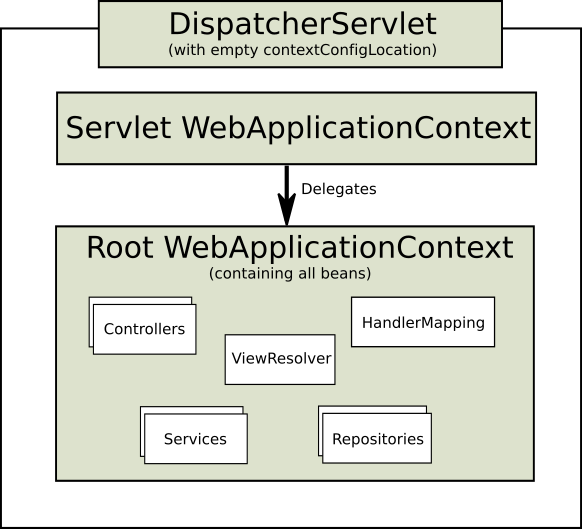 DispatcherServlet
(with empty contextConfigLocation)
Servlet WebApplicationContext
Delegates
Root WebApplicationContext
(containing all beans)
Controllers
HandlerMapping
ViewResolver
Services
Repositories